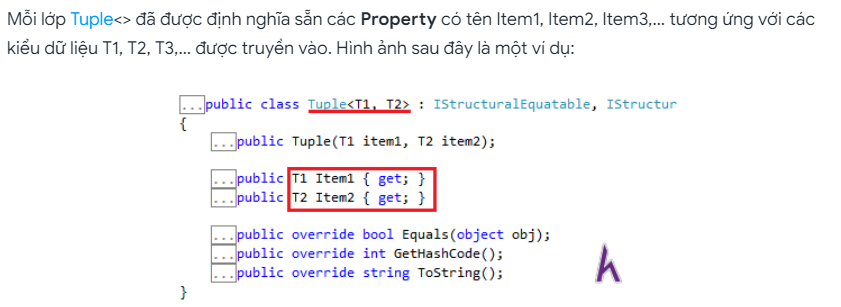 Mỗi lớp Tuple<> đã được định nghĩa sẵn các Property có tên Item1, Item2, Item3,... tương ứng với các
kiểu dữ liệu T1, T2, T3,... được truyền vào. Hình ảnh sau đây là một ví dụ:
...public class Tuple<T1, T2> : IStructuralEquatable, IStructur
{
...public Tuple(T1 item1, T2 item2);
...public T1 Item1 { get; }
...public T2 Item2 { get; }
...public override bool Equals(object obj);
...public override int GetHashCode();
...public override string ToString();
}